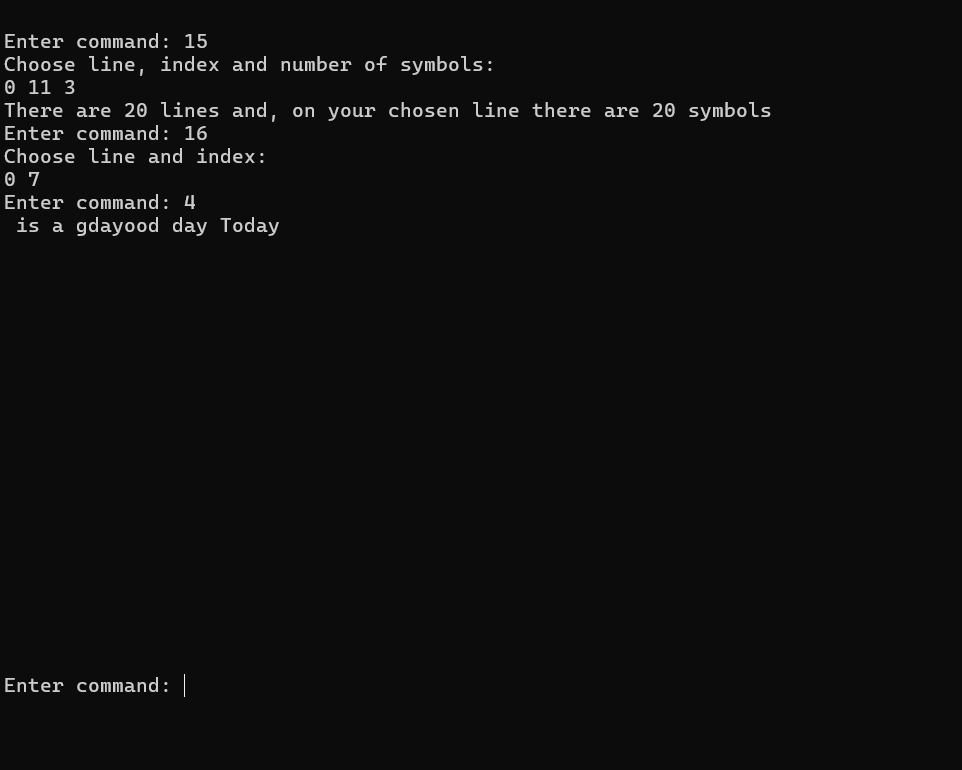 Enter command: 15
Choose line, index and number of symbols:
0 11 3
There are 20 lines and, on your chosen line there are 20 symbols
Enter command: 16
Choose line and index:
0 7
Enter command: 4
 is a gdayood day Today
Enter command: